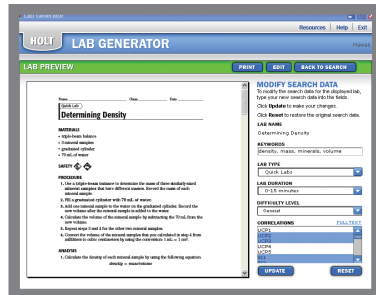 Lab Generator
Resources | Help | Exit
HOLT LAB GENERATOR
Hawaii
LAB PREVIEW
PRINT EDIT BACK TO SEARCH
Name Class Date
Quick Lab
Determining Density
MATERIALS
• triple-beam balance
• 3 mineral samples
• graduated cylinder
• 70 mL of water
SAFETY
PROCEDURE
1. Use a triple-beam balance to determine the mass of three similarly-sized
mineral samples that have different masses. Record the mass of each
mineral sample.
2. Fill a graduated cylinder with 70 mL of water.
3. Add one mineral sample to the water in the graduated cylinder. Record the
new volume after the mineral sample is added to the water.
4. Calculate the volume of the mineral sample by subtracting the 70 mL from the
new volume.
5. Repeat steps 3 and 4 for the other two mineral samples.
6. Convert the volume of the mineral samples that you calculated in step 4 from
milliliters to cubic centimeters by using the conversion: 1 mL = 1 cm³.
ANALYSIS
1. Calculate the density of each mineral sample by using the following equation:
density = mass/volume
MODIFY SEARCH DATA
To modify the search data for the displayed lab,
type your new search data into the fields.
Click Update to make your changes.
Click Reset to restore the original search date.
LAB NAME
Determining Density
KEYWORDS
density, mass, minerals, volume
LAB TYPE
Quick Labs
LAB DURATION
0-15 minutes
DIFFICULTY LEVEL
General
CORRELATIONS FULL TEXT
UCP1
UCP2
UCP3
UPDATE RESET